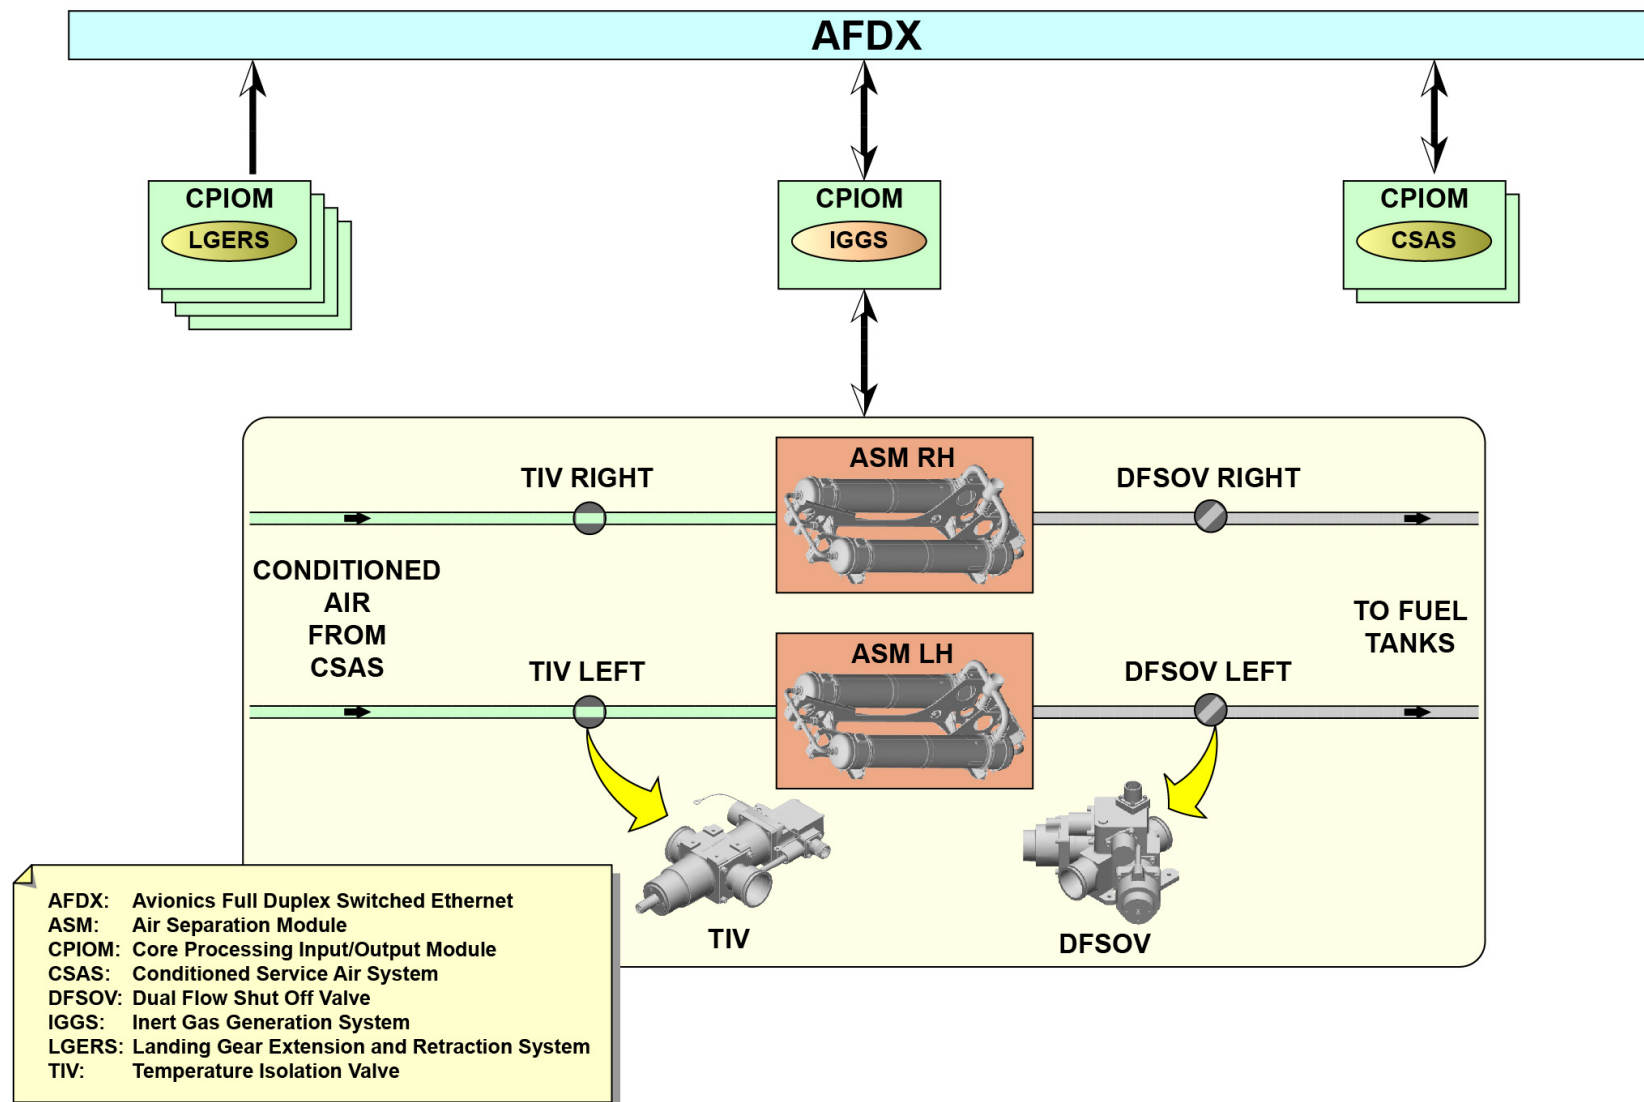 AFDX
CPIOM
LGERS
CPIOM
IGGS
CPIOM
CSAS
ASM RH
TIV RIGHT
DFSOV RIGHT
CONDITIONED
AIR
FROM
CSAS
TO FUEL
TANKS
ASM LH
TIV LEFT
DFSOV LEFT
TIV
DFSOV
AFDX: Avionics Full Duplex Switched Ethernet
ASM: Air Separation Module
CPIOM: Core Processing Input/Output Module
CSAS: Conditioned Service Air System
DFSOV: Dual Flow Shut Off Valve
IGGS: Inert Gas Generation System
LGERS: Landing Gear Extension and Retraction System
TIV: Temperature Isolation Valve